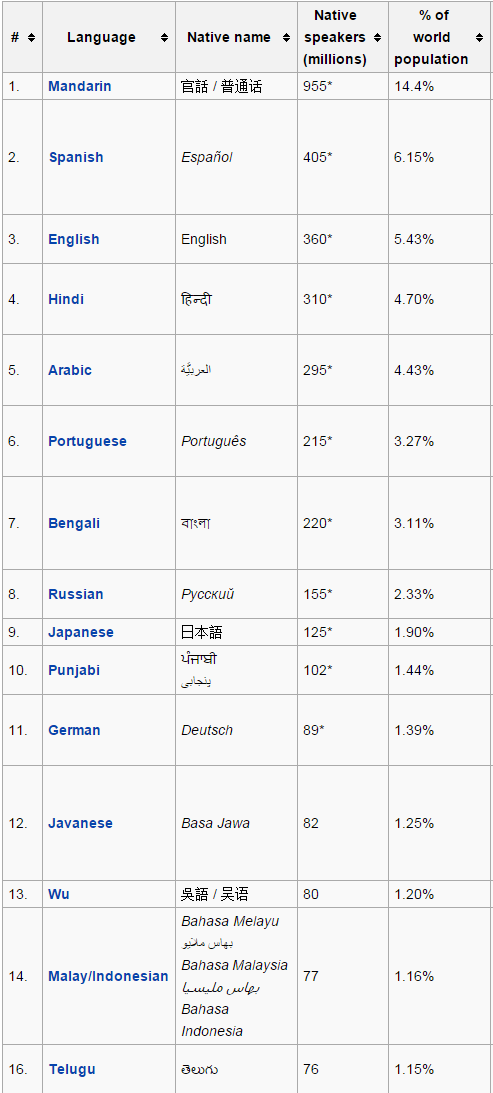 # Language Native name Native speakers (millions) % of world population
1. Mandarin 官話 / 普通话 955* 14.4%
2. Spanish Español 405* 6.15%
3. English English 360* 5.43%
4. Hindi हिन्दी 310* 4.70%
5. Arabic العربيَّة 295* 4.43%
6. Portuguese Português 215* 3.27%
7. Bengali বাংলা 220* 3.11%
8. Russian Русский 155* 2.33%
9. Japanese 日本語 125* 1.90%
10. Punjabi ਪੰਜਾਬੀ پنجابی 102* 1.44%
11. German Deutsch 89* 1.39%
12. Javanese Basa Jawa 82 1.25%
13. Wu 吳語 / 吴语 80 1.20%
14. Malay/Indonesian Bahasa Melayu بهاس ملايو Bahasa Malaysia بهاس مليسيا Bahasa Indonesia 77 1.16%
16. Telugu తెలుగు 76 1.15%